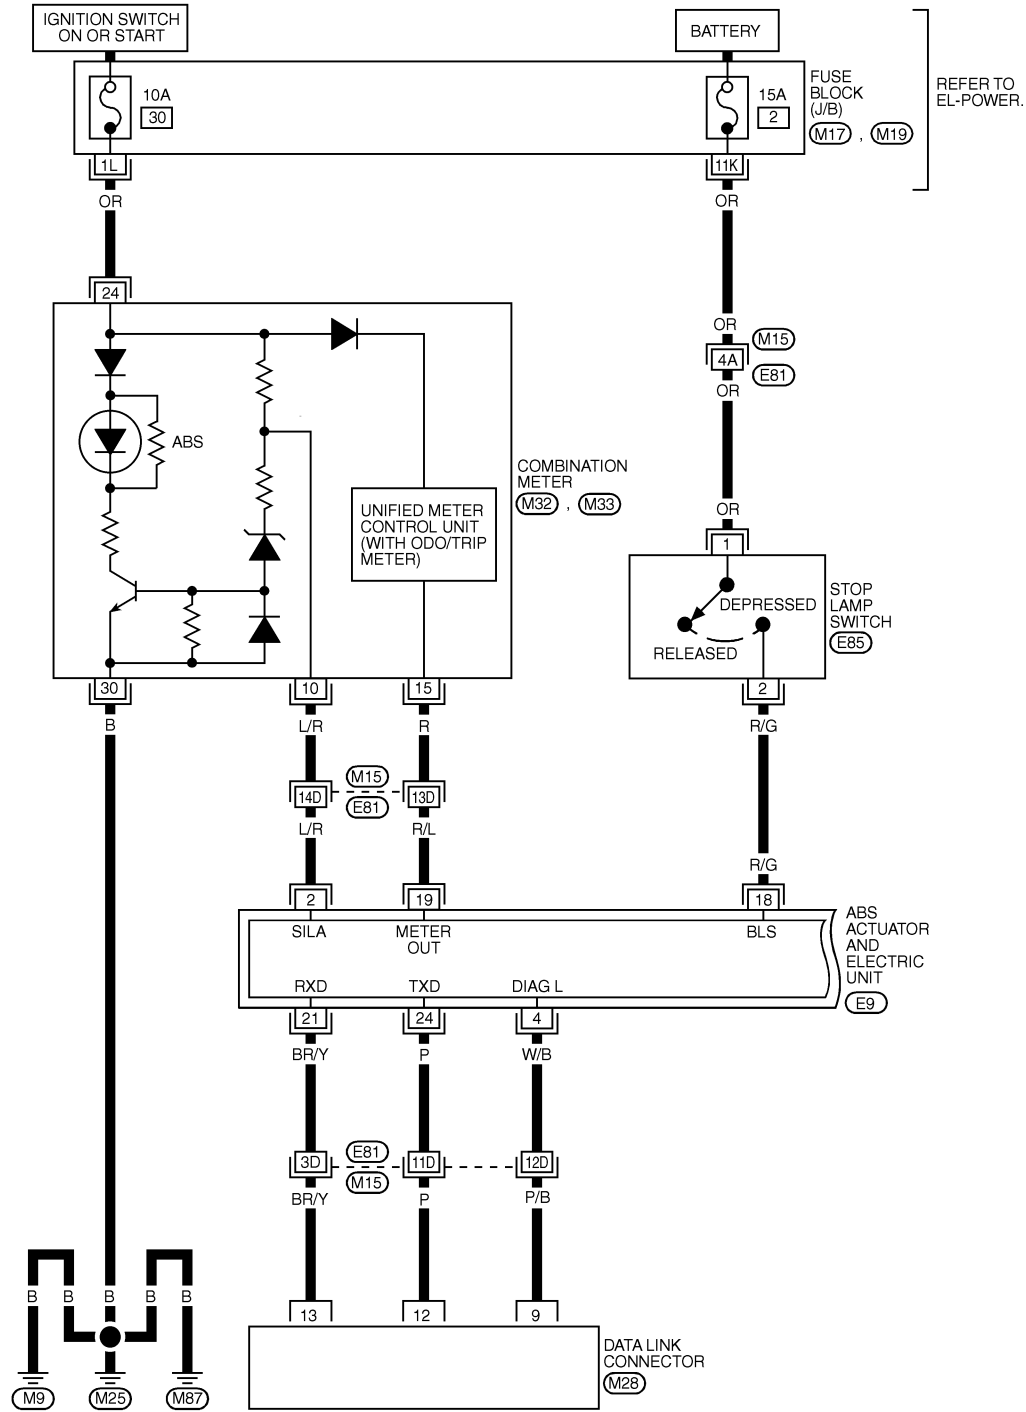 IGNITION SWITCH
ON OR START
BATTERY
10A
30
15A
2
FUSE
BLOCK
(J/B)
M17 , M19
REFER TO
EL-POWER.
1L
11K
OR
OR
24
OR
M15
4A
E81
OR
ABS
UNIFIED METER
CONTROL UNIT
(WITH ODO/TRIP
METER)
COMBINATION
METER
M32 , M33
OR
1
DEPRESSED
RELEASED
STOP
LAMP
SWITCH
E85
30
10
15
2
B
L/R
R
R/G
M15
14D
13D
E81
L/R
R/L
R/G
2
19
18
SILA
METER
OUT
BLS
ABS
ACTUATOR
AND
ELECTRIC
UNIT
E9
RXD
TXD
DIAG L
21
24
4
BR/Y
P
W/B
E81
3D
11D
12D
M15
BR/Y
P
P/B
B
B
B
B
B
13
12
9
DATA LINK
CONNECTOR
M28
M9
M25
M87